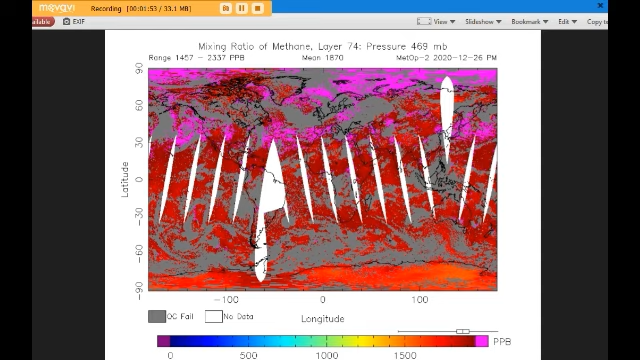 movavi
Recording [00:01:53 / 33.1 MB]
EXIF
View
Slideshow
Bookmark
Edit
Mixing Ratio of Methane, Layer 74: Pressure 469 mb
Range 1457 - 2337 PPB
Mean 1870
MetOp-2 2020-12-26 PM
90
60
30
0
-30
-60
-90
Latitude
-100
0
100
QC Fail
No Data
Longitude
0
500
1000
1500
PPB